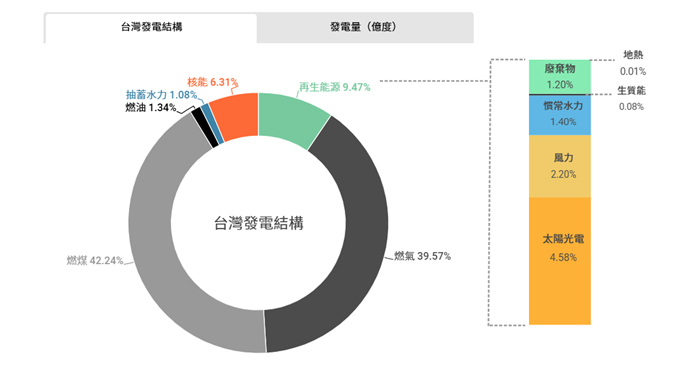 台灣發電結構
發電量（億度）
核能 6.31%
再生能源 9.47%
抽蓄水力 1.08%
燃油 1.34%
台灣發電結構
燃煤 42.24%
燃氣 39.57%
廢棄物
1.20%
慣常水力
1.40%
風力
2.20%
太陽光電
4.58%
地熱
0.01%
生質能
0.08%